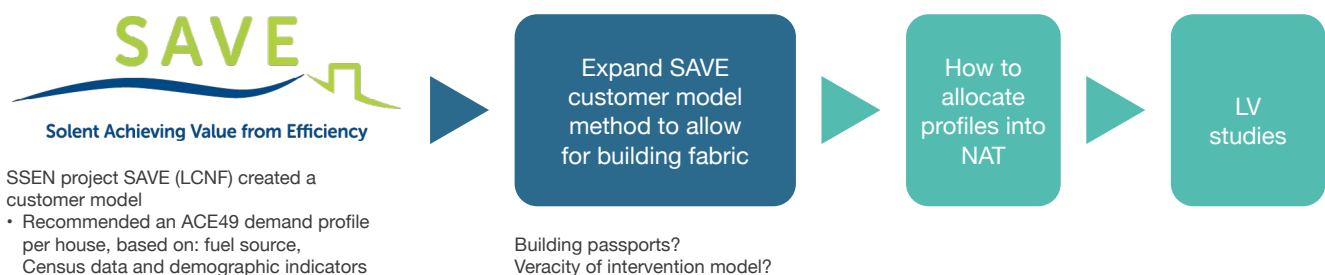 SAVE
Solent Achieving Value from Efficiency
SSEN project SAVE (LCNF) created a
customer model
• Recommended an ACE49 demand profile
per house, based on: fuel source,
Census data and demographic indicators
Expand SAVE
customer model
method to allow
for building fabric
Building passports?
Veracity of intervention model?
How to
allocate
profiles into
NAT
LV
studies